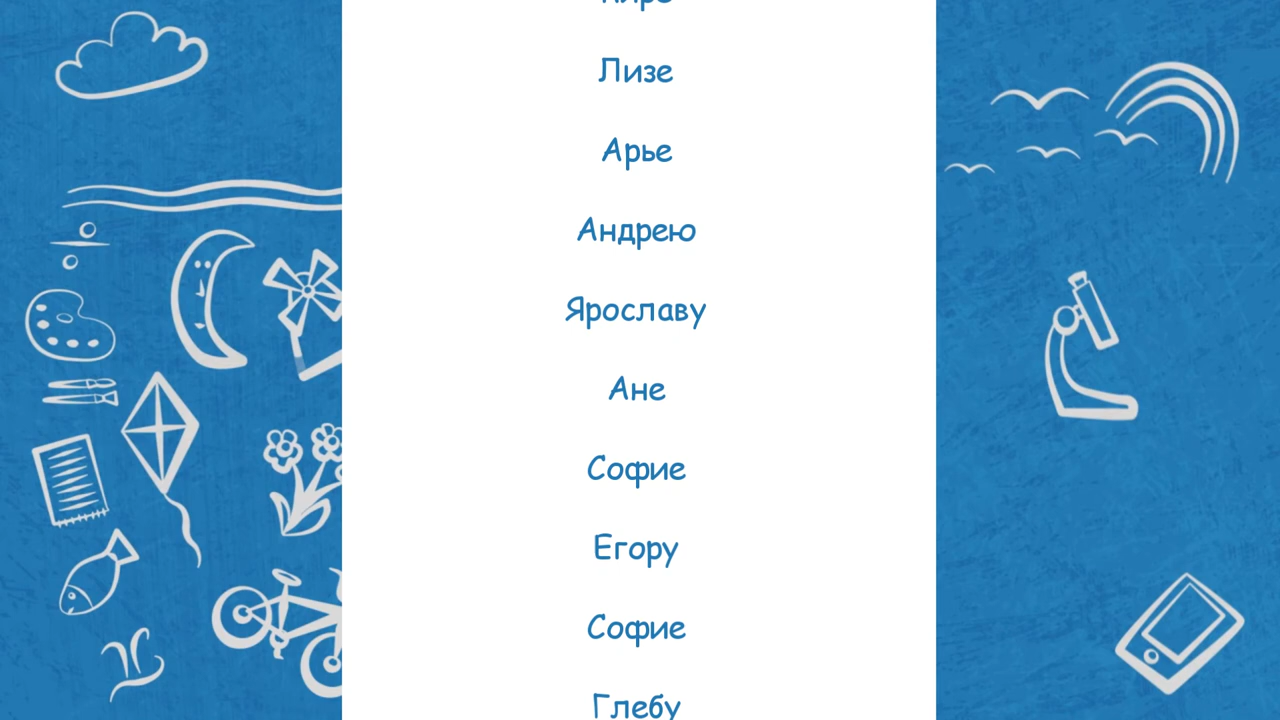 Лизе
Арье
Андрею
Ярославу
Ане
Софие
Егору
Софие
Глебу